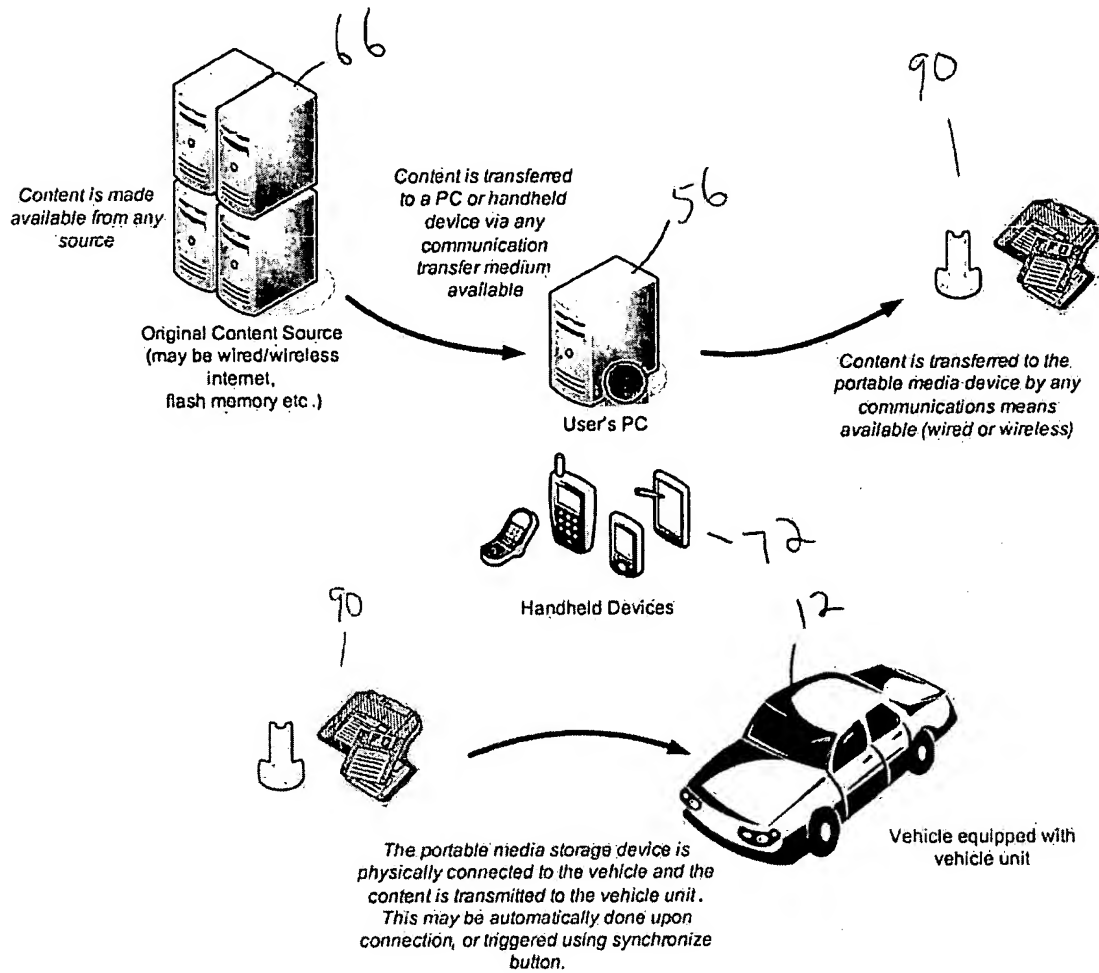 66
90
Content is made
available from any
source
Content is transferred
to a PC or handheld
device via any
communication
transfer medium
available
56
Original Content Source
(may be wired/wireless
internet,
flash memory etc.)
User's PC
Content is transferred to the
portable media device by any
communications means
available (wired or wireless)
72
Handheld Devices
90
12
Vehicle equipped with
vehicle unit
The portable media storage device is
physically connected to the vehicle and the
content is transmitted to the vehicle unit.
This may be automatically done upon
connection, or triggered using synchronize
button.